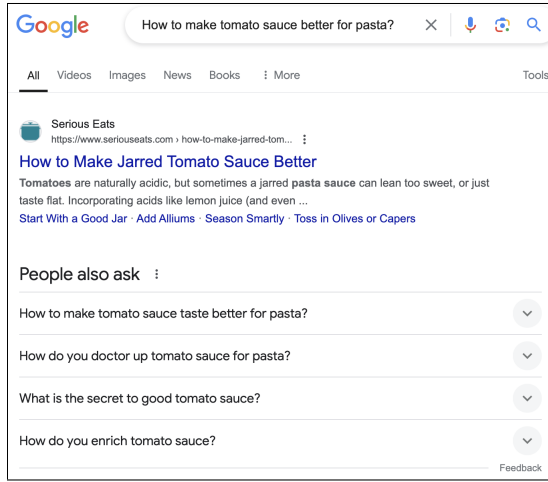 Google
How to make tomato sauce better for pasta?
All Videos Images News Books More Tools
Serious Eats
https://www.seriouseats.com › how-to-make-jarred-tom...
How to Make Jarred Tomato Sauce Better
Tomatoes are naturally acidic, but sometimes a jarred pasta sauce can lean too sweet, or just
taste flat. Incorporating acids like lemon juice (and even ...
Start With a Good Jar · Add Alliums · Season Smartly · Toss in Olives or Capers
People also ask
How to make tomato sauce taste better for pasta?
How do you doctor up tomato sauce for pasta?
What is the secret to good tomato sauce?
How do you enrich tomato sauce?
Feedback